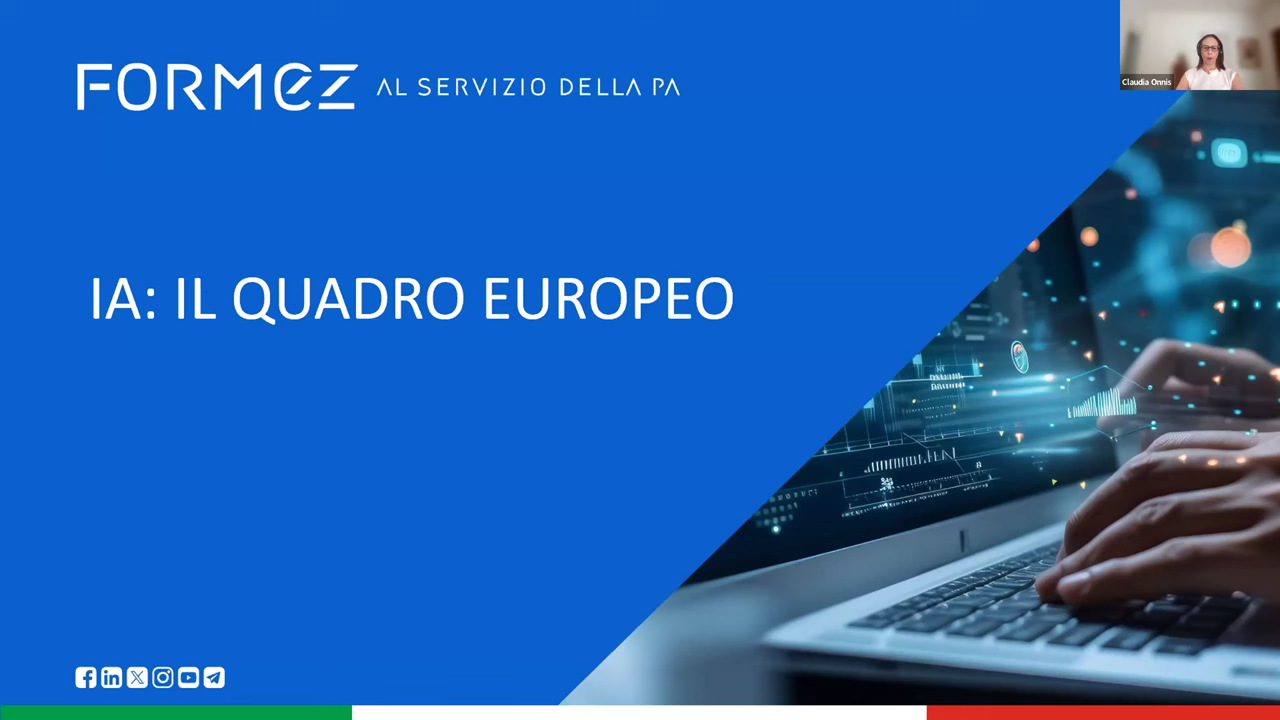 FORMEZ AL SERVIZIO DELLA PA
Claudia Onnis
IA: IL QUADRO EUROPEO